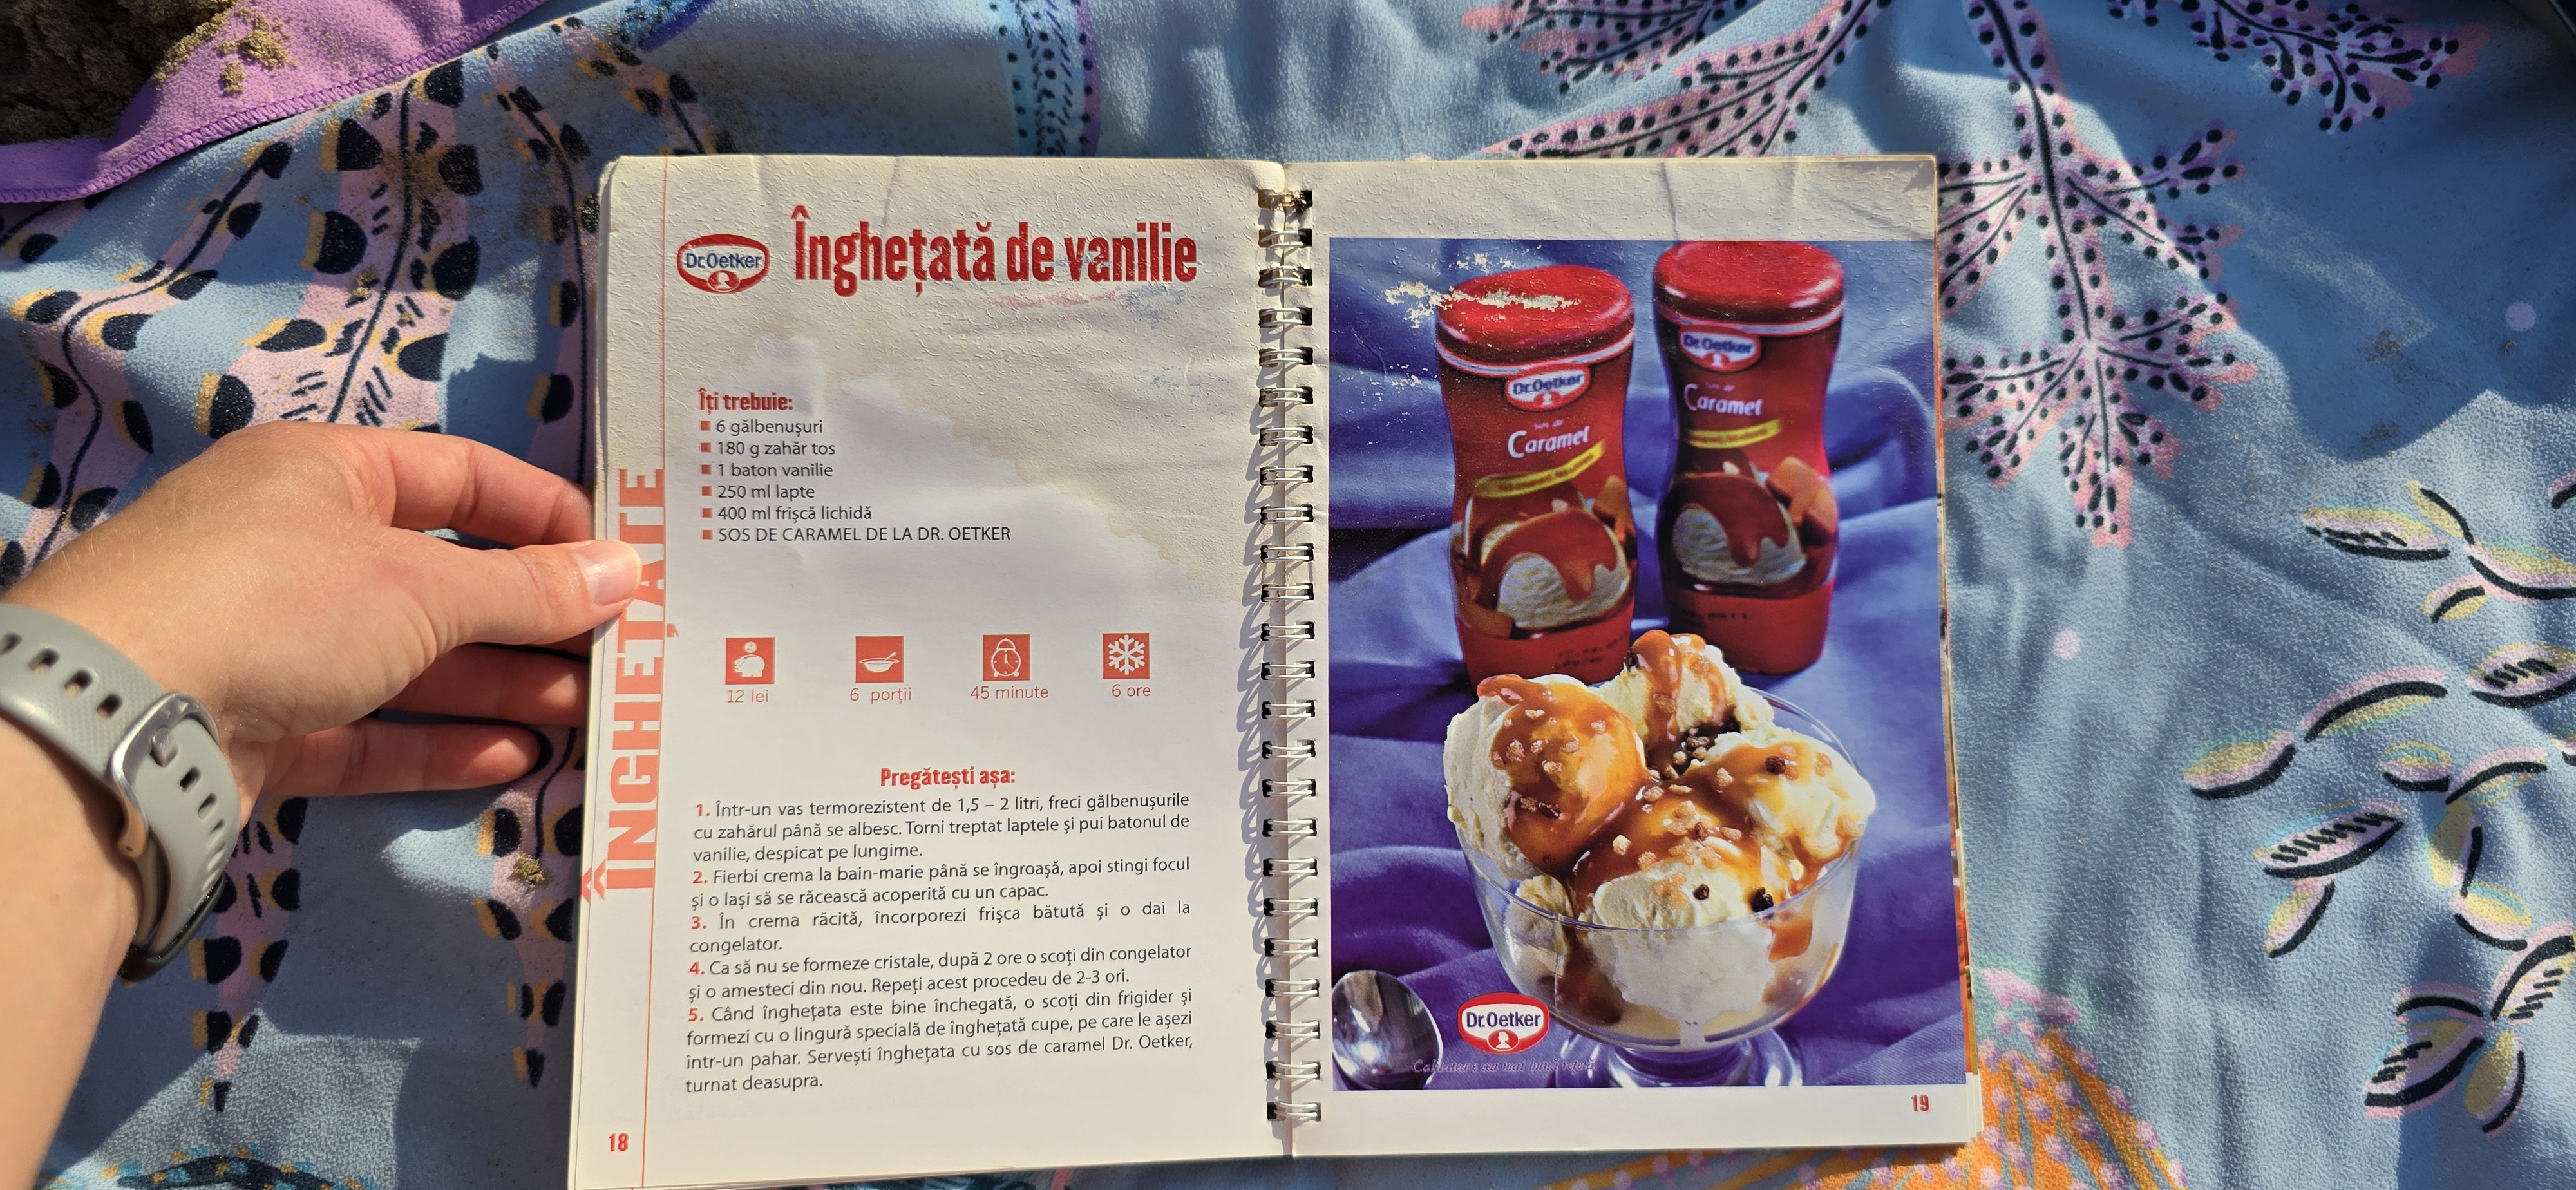 Dr.Oetker
Înghețată de vanilie
Îți trebuie:
■ 6 gălbenușuri
■ 180 g zahăr tos
■ 1 baton vanilie
■ 250 ml lapte
■ 400 ml frișcă lichidă
■ SOS DE CARAMEL DE LA DR. OETKER
12 lei
6 porții
45 minute
6 ore
Pregătești așa:
1. Într-un vas termorezistent de 1,5 – 2 litri, freci gălbenușurile
cu zahărul până se albesc. Torni treptat laptele și pui batonul de
vanilie, despicat pe lungime.
2. Fierbi crema la bain-marie până se îngroașă, apoi stingi focul
și o lași să se răcească acoperită cu un capac.
3. În crema răcită, încorporezi frișca bătută și o dai la
congelator.
4. Ca să nu se formeze cristale, după 2 ore o scoți din congelator
și o amesteci din nou. Repeți acest procedeu de 2-3 ori.
5. Când înghețata este bine închegată, o scoți din frigider și
formezi cu o lingură specială de înghețată cupe, pe care le așezi
într-un pahar. Servești înghețata cu sos de caramel Dr. Oetker,
turnat deasupra.
ÎNGHEȚATE
18
Dr.Oetker
Caramel
Dr.Oetker
Caramel
Dr.Oetker
19